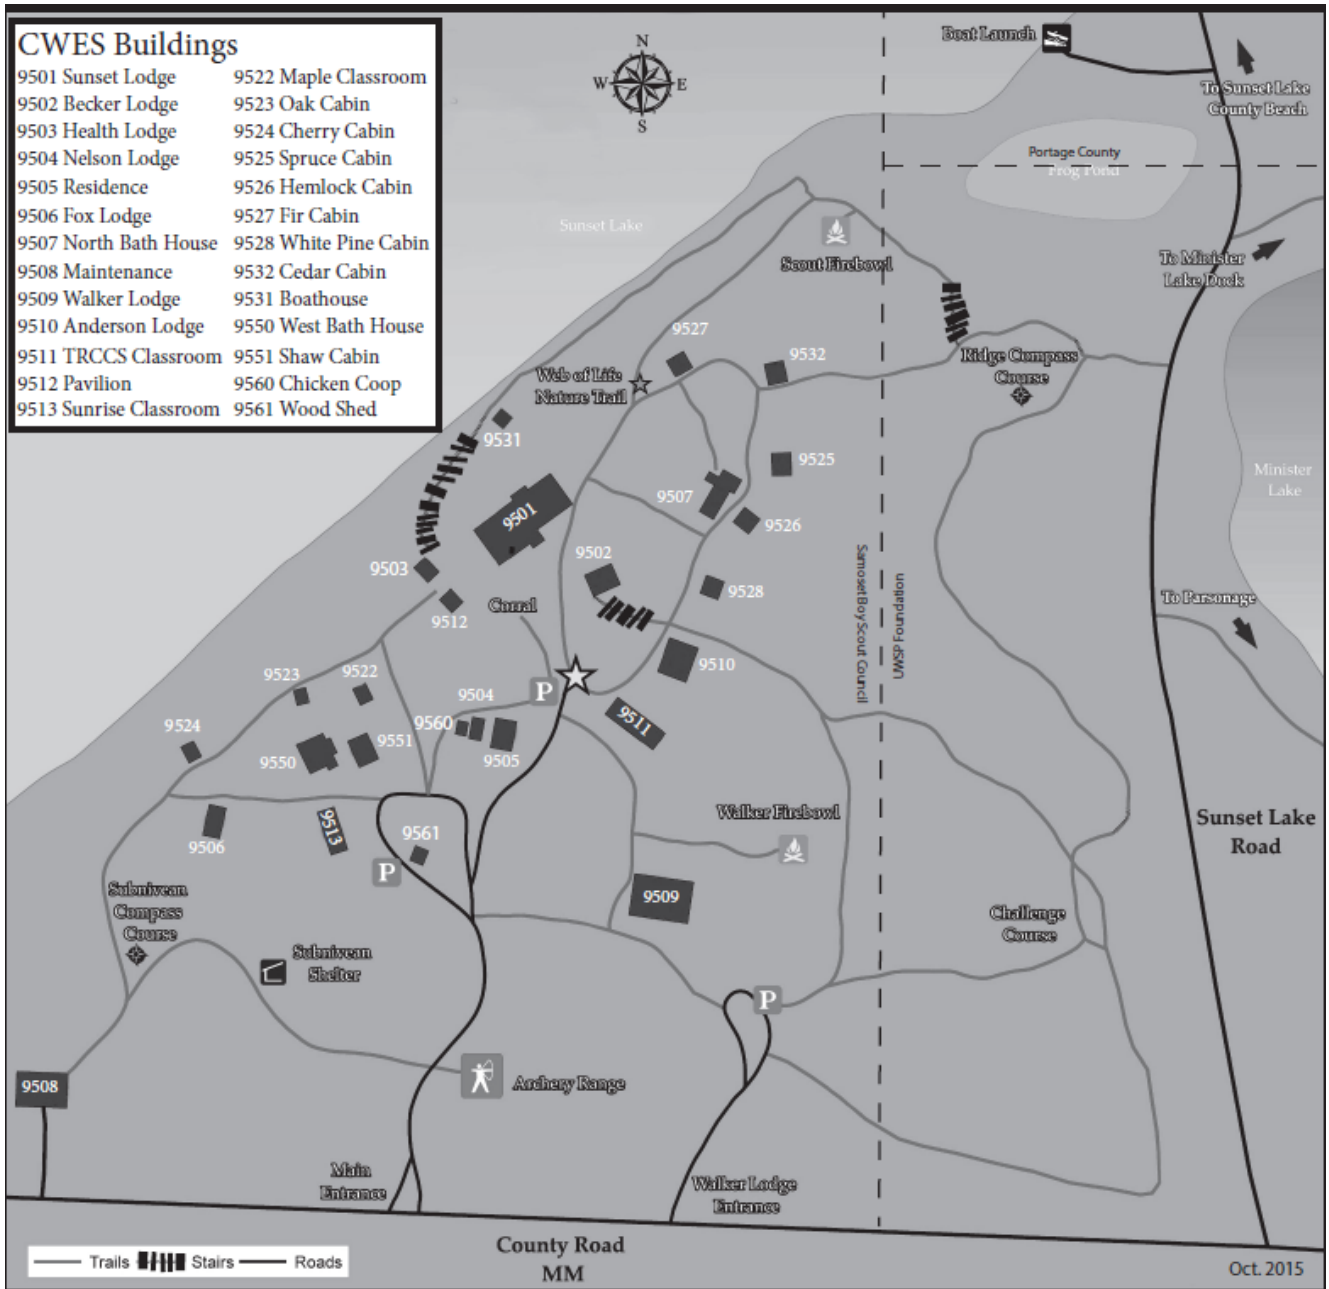 CWES Buildings
9501 Sunset Lodge
9502 Becker Lodge
9503 Health Lodge
9504 Nelson Lodge
9505 Residence
9506 Fox Lodge
9507 North Bath House
9508 Maintenance
9509 Walker Lodge
9510 Anderson Lodge
9511 TRCCS Classroom
9512 Pavilion
9513 Sunrise Classroom
9522 Maple Classroom
9523 Oak Cabin
9524 Cherry Cabin
9525 Spruce Cabin
9526 Hemlock Cabin
9527 Fir Cabin
9528 White Pine Cabin
9532 Cedar Cabin
9531 Boathouse
9550 West Bath House
9551 Shaw Cabin
9560 Chicken Coop
9561 Wood Shed
N
W
E
S
Boat Launch
To Sunset Lake
County Beach
Portage County
Frog Pond
Sunset Lake
Scout Firebowl
To Minister
Lake Dock
9527
9532
Ridge Compass
Course
Web of Life
Nature Trail
9531
9525
Minister
Lake
9507
9501
9526
9502
9503
Samoset Boy Scout Council
UWSP Foundation
9528
To Parsonage
Corral
9512
9510
9523
9522
P
9504
9511
9524
9560
9551
9505
9550
Walker Firebowl
Sunset Lake
Road
9506
9513
9561
P
9509
Subnivean
Compass
Course
Challenge
Course
Subnivean
Shelter
P
9508
Archery Range
Main
Entrance
Walker Lodge
Entrance
County Road
MM
Trails
Stairs
Roads
Oct. 2015